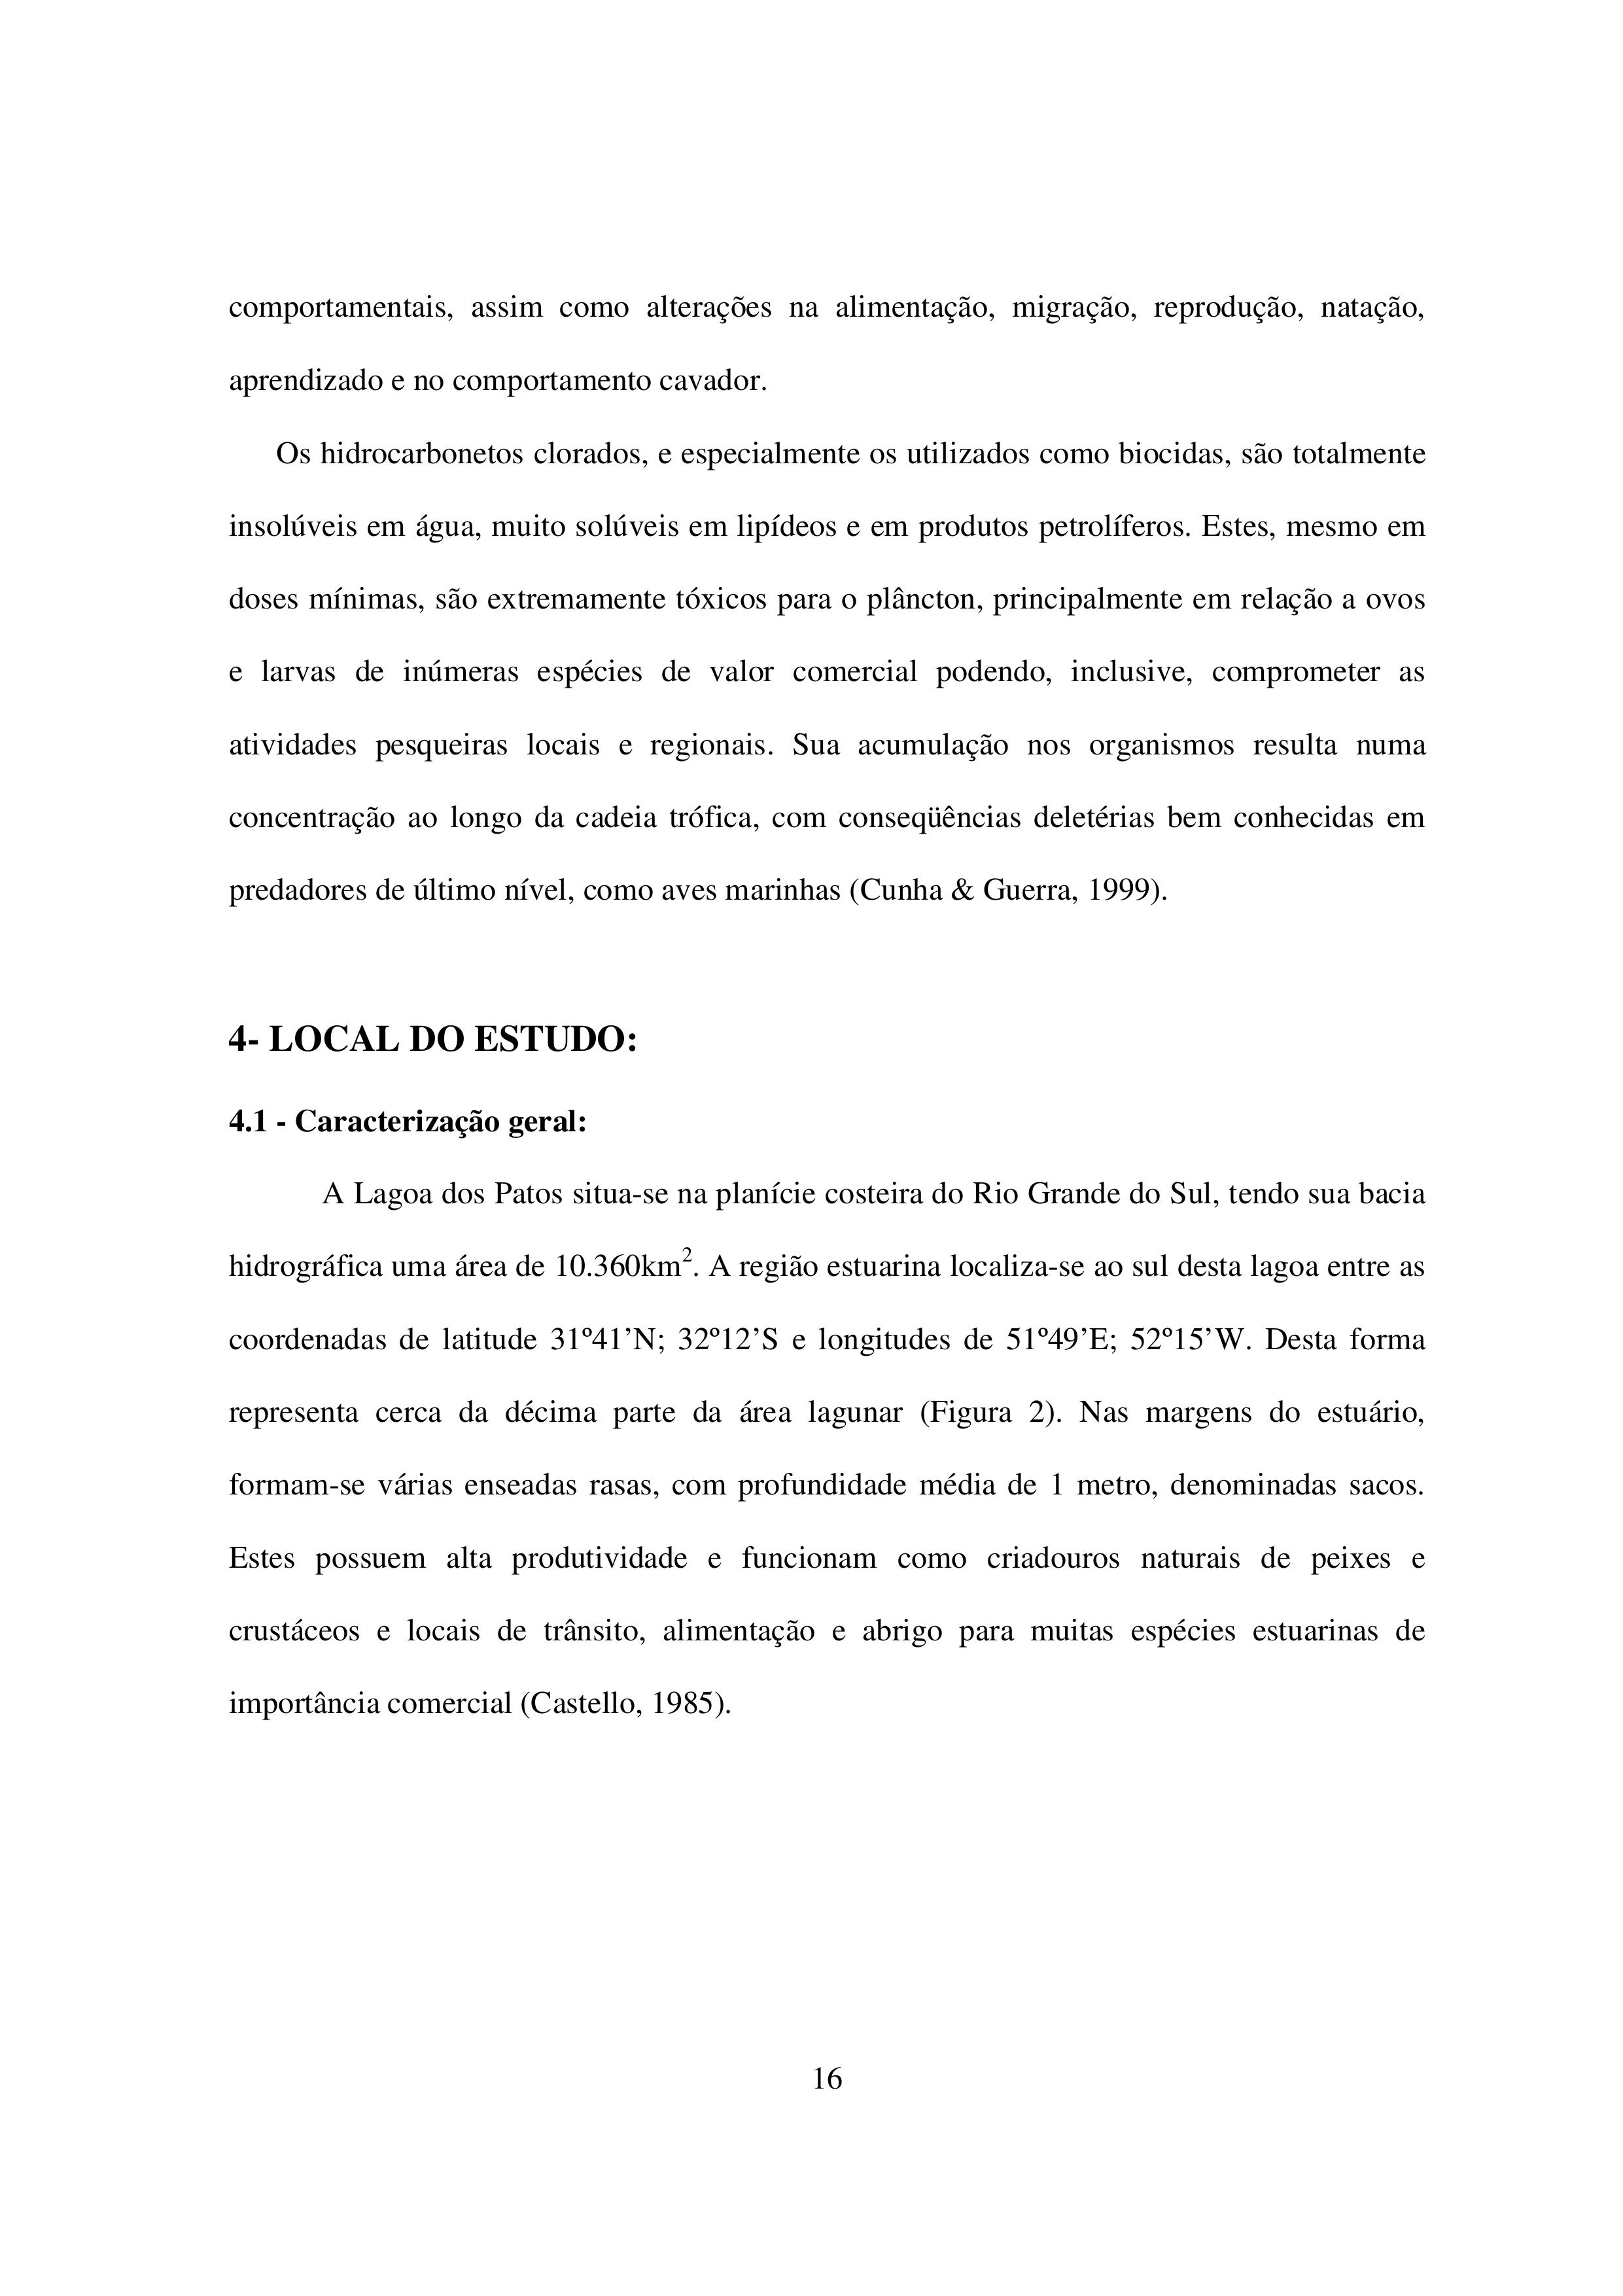 comportamentais, assim como alterações na alimentação, migração, reprodução, natação,
aprendizado e no comportamento cavador.
Os hidrocarbonetos clorados, e especialmente os utilizados como biocidas, são totalmente
insolúveis em água, muito solúveis em lipídeos e em produtos petrolíferos. Estes, mesmo em
doses mínimas, são extremamente tóxicos para o plâncton, principalmente em relação a ovos
e larvas de inúmeras espécies de valor comercial podendo, inclusive, comprometer as
atividades pesqueiras locais e regionais. Sua acumulação nos organismos resulta numa
concentração ao longo da cadeia trófica, com conseqüências deletérias bem conhecidas em
predadores de último nível, como aves marinhas (Cunha & Guerra, 1999).
4- LOCAL DO ESTUDO:
4.1 - Caracterização geral:
A Lagoa dos Patos situa-se na planície costeira do Rio Grande do Sul, tendo sua bacia
hidrográfica uma área de 10.360km². A região estuarina localiza-se ao sul desta lagoa entre as
coordenadas de latitude 31º41’N; 32º12’S e longitudes de 51º49’E; 52º15’W. Desta forma
representa cerca da décima parte da área lagunar (Figura 2). Nas margens do estuário,
formam-se várias enseadas rasas, com profundidade média de 1 metro, denominadas sacos.
Estes possuem alta produtividade e funcionam como criadouros naturais de peixes e
crustáceos e locais de trânsito, alimentação e abrigo para muitas espécies estuarinas de
importância comercial (Castello, 1985).
16